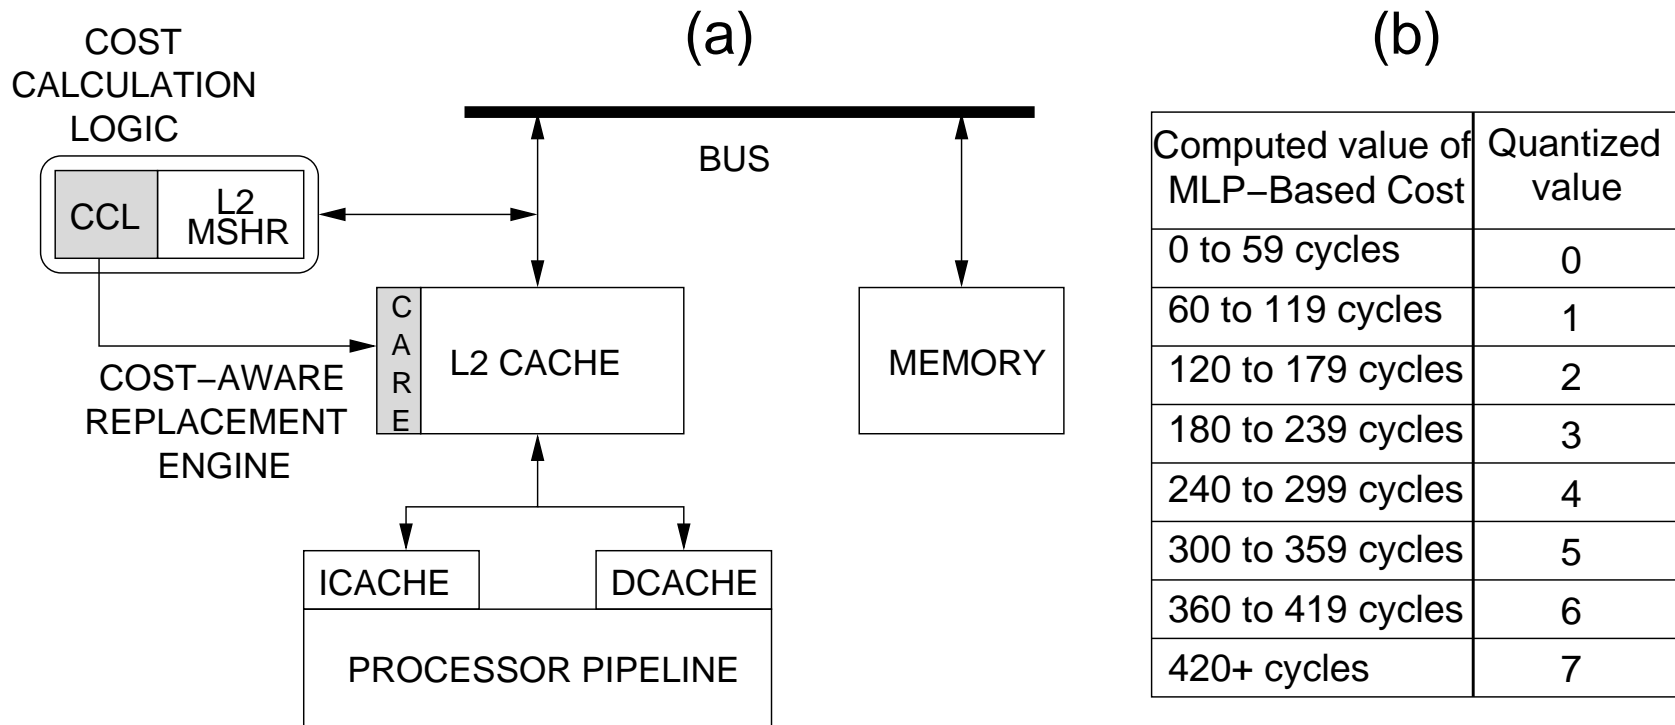 (a)
COST
CALCULATION
LOGIC
BUS
CCL
L2
MSHR
C
A
R
E
L2 CACHE
MEMORY
COST−AWARE
REPLACEMENT
ENGINE
ICACHE
DCACHE
PROCESSOR PIPELINE
(b)
Computed value of
MLP−Based Cost
Quantized
value
0 to 59 cycles 0
60 to 119 cycles 1
120 to 179 cycles 2
180 to 239 cycles 3
240 to 299 cycles 4
300 to 359 cycles 5
360 to 419 cycles 6
420+ cycles 7